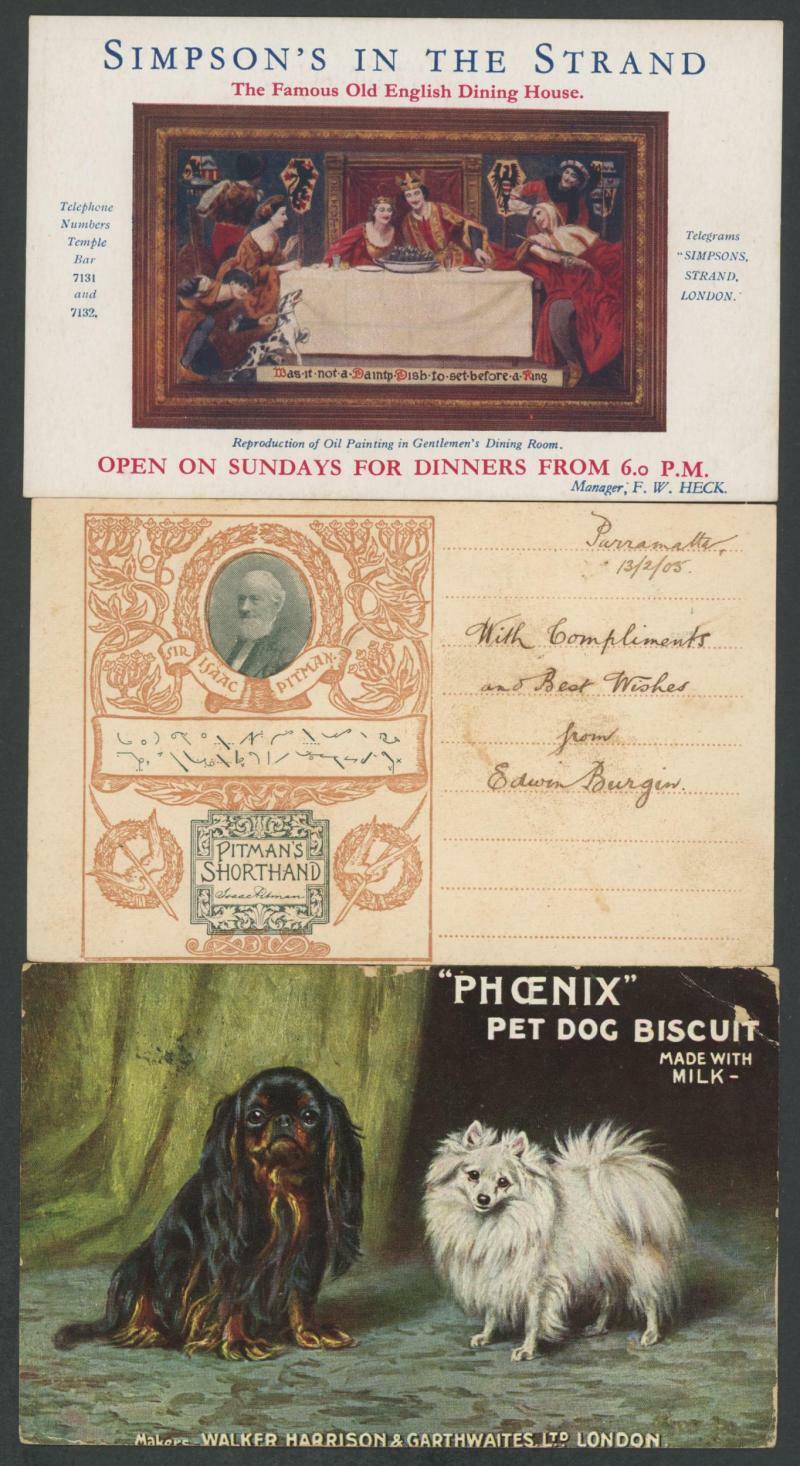 SIMPSON'S IN THE STRAND
The Famous Old English Dining House.
Telephone
Numbers
Temple
Bar
7131
and
7132.
Telegrams
"SIMPSONS,
STRAND,
LONDON."
Was·it·not·a·Dainty·Dish·to·set·before·a·King
Reproduction of Oil Painting in Gentlemen's Dining Room.
OPEN ON SUNDAYS FOR DINNERS FROM 6.0 P.M.
Manager, F. W. HECK.
Parramatta,
13/2/05.
With Compliments
and Best Wishes
from
Edwin Burgin.
SIR ISAAC PITMAN.
PITMAN'S
SHORTHAND
Isaac Pitman
"PHŒNIX"
PET DOG BISCUIT
MADE WITH
MILK -
Makers WALKER HARRISON & GARTHWAITES, LTD LONDON.